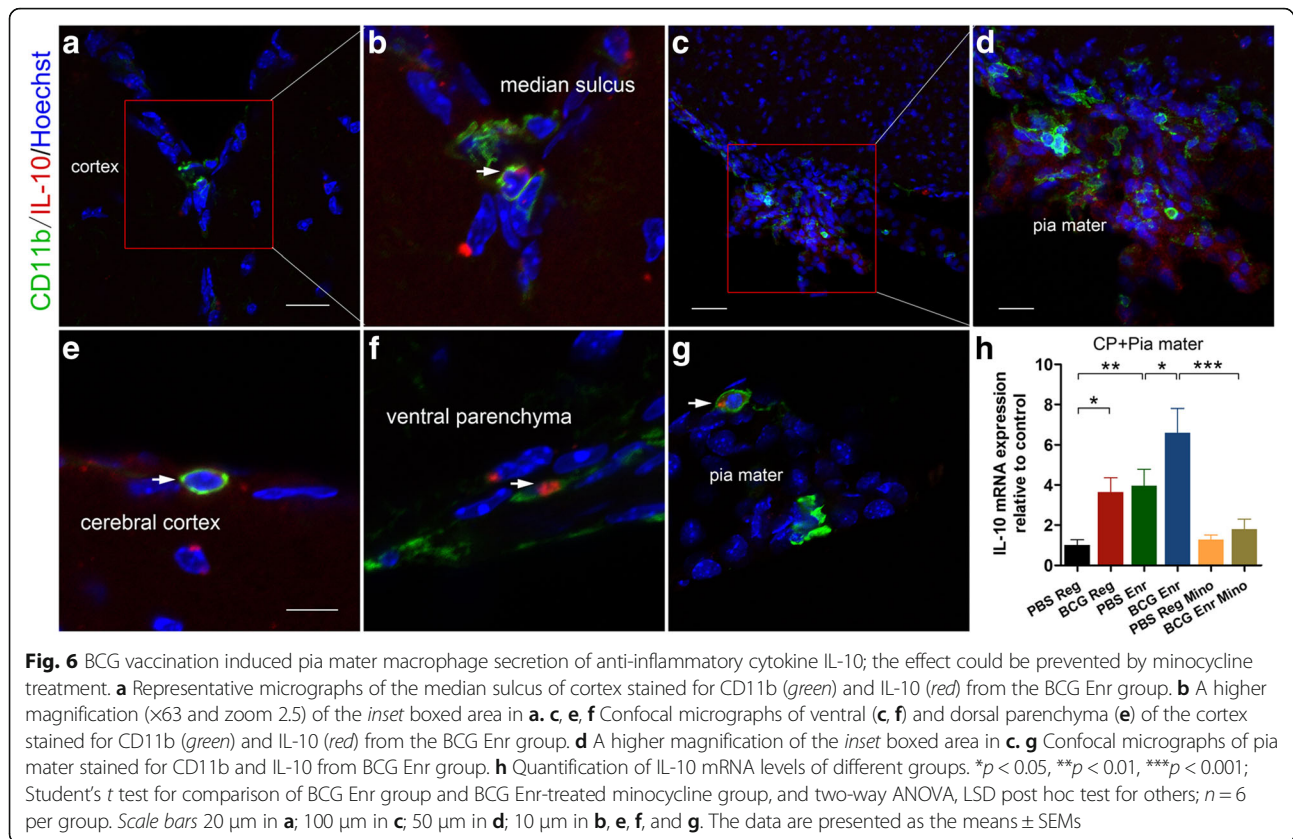 CD11b/IL-10/Hoechst
a
cortex
b
median sulcus
c
d
pia mater
e
cerebral cortex
f
ventral parenchyma
g
pia mater
h
CP+Pia mater
IL-10 mRNA expression
relative to control
10
8
6
4
2
0
*
**
*
***
PBS Reg
BCG Reg
PBS Enr
BCG Enr
PBS Reg Mino
BCG Enr Mino
Fig. 6 BCG vaccination induced pia mater macrophage secretion of anti-inflammatory cytokine IL-10; the effect could be prevented by minocycline
treatment. a Representative micrographs of the median sulcus of cortex stained for CD11b (green) and IL-10 (red) from the BCG Enr group. b A higher
magnification (×63 and zoom 2.5) of the inset boxed area in a. c, e, f Confocal micrographs of ventral (c, f) and dorsal parenchyma (e) of the cortex
stained for CD11b (green) and IL-10 (red) from the BCG Enr group. d A higher magnification of the inset boxed area in c. g Confocal micrographs of pia
mater stained for CD11b and IL-10 from BCG Enr group. h Quantification of IL-10 mRNA levels of different groups. *p < 0.05, **p < 0.01, ***p < 0.001;
Student's t test for comparison of BCG Enr group and BCG Enr-treated minocycline group, and two-way ANOVA, LSD post hoc test for others; n = 6
per group. Scale bars 20 μm in a; 100 μm in c; 50 μm in d; 10 μm in b, e, f, and g. The data are presented as the means ± SEMs